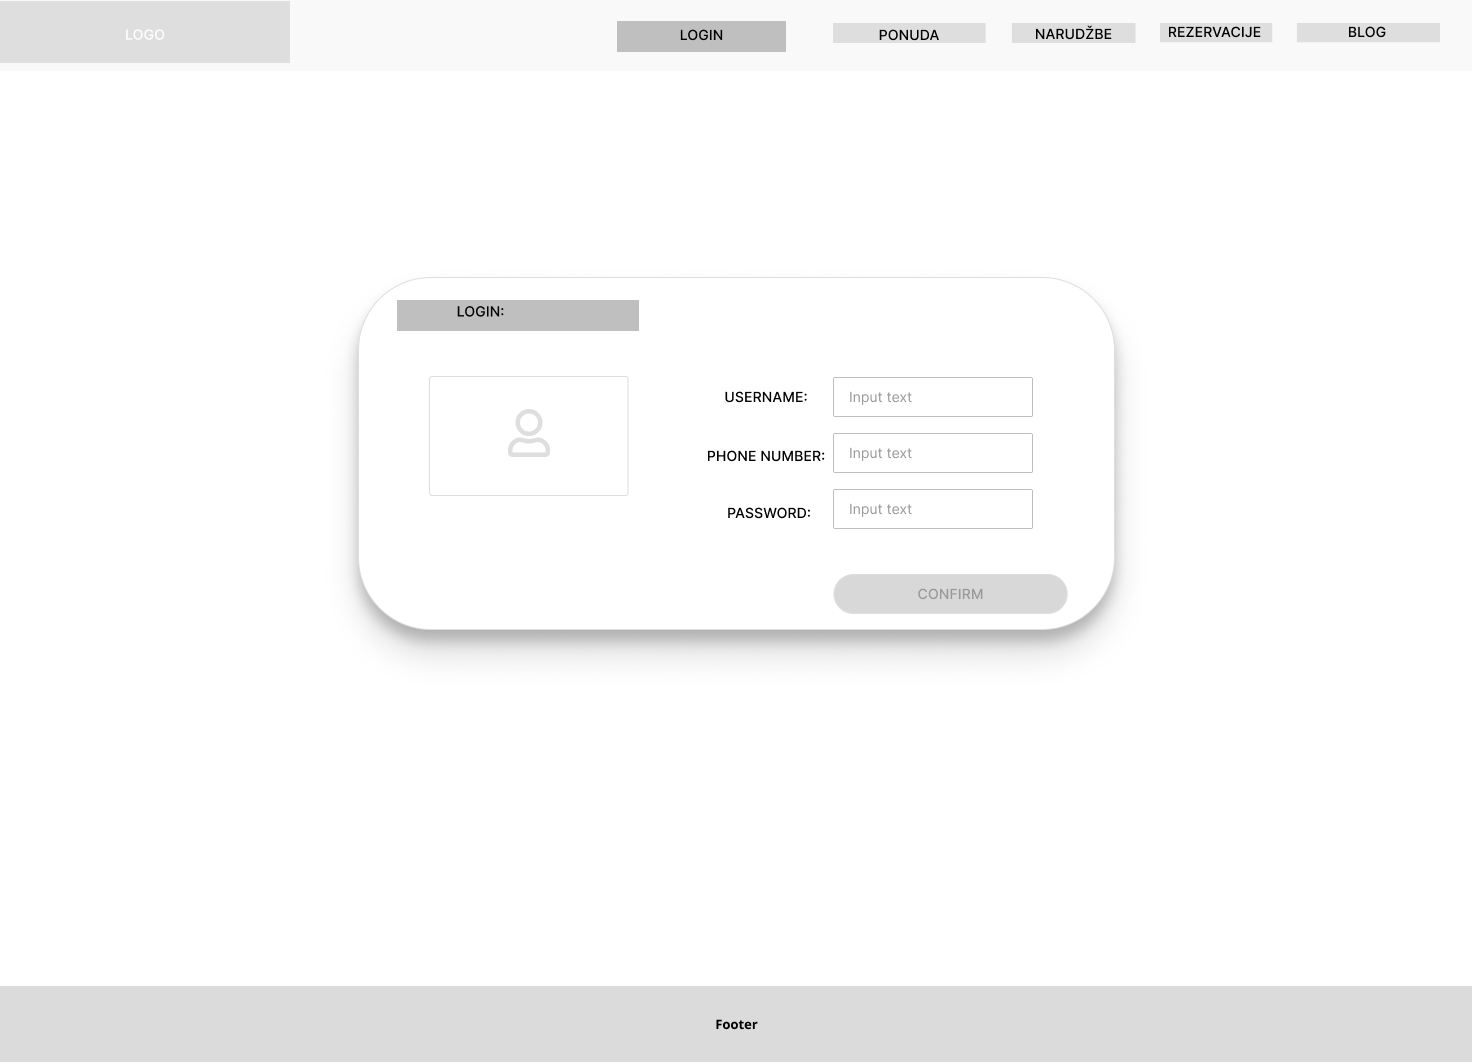 LOGO
LOGIN
PONUDA
NARUDŽBE
REZERVACIJE
BLOG
LOGIN:
USERNAME:
Input text
PHONE NUMBER:
Input text
PASSWORD:
Input text
CONFIRM
Footer